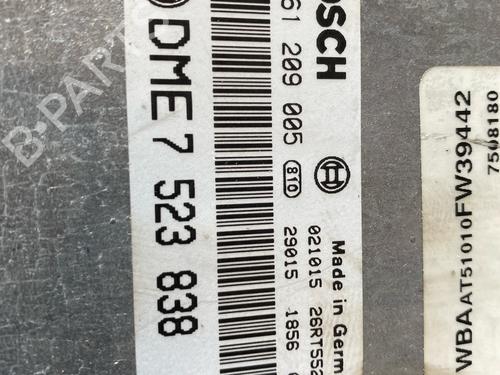 BOSCH
61 209 005 810
DME 7 523 838
021015 26RT552
29015 1856
Made in Germ
WBAAT51010FW39442
7508180
B-PARTS